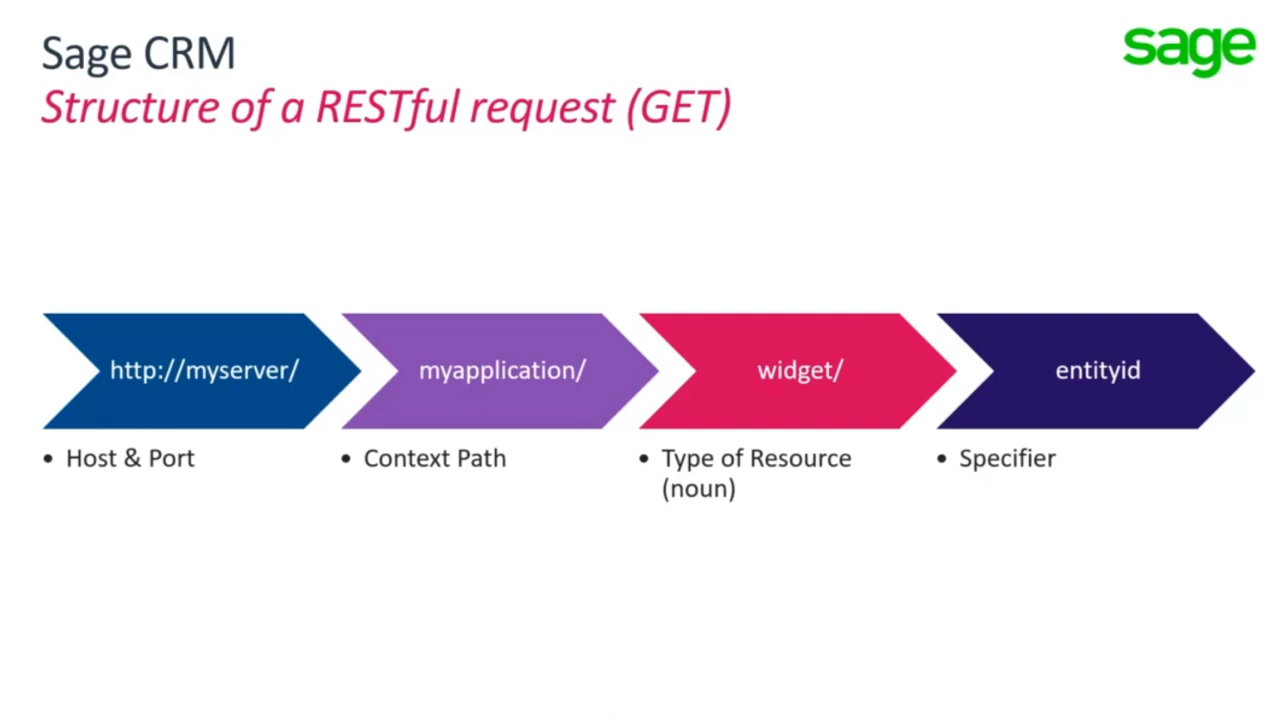 Sage CRM
sage
Structure of a RESTful request (GET)
http://myserver/
myapplication/
widget/
entityid
• Host & Port
• Context Path
• Type of Resource
(noun)
• Specifier